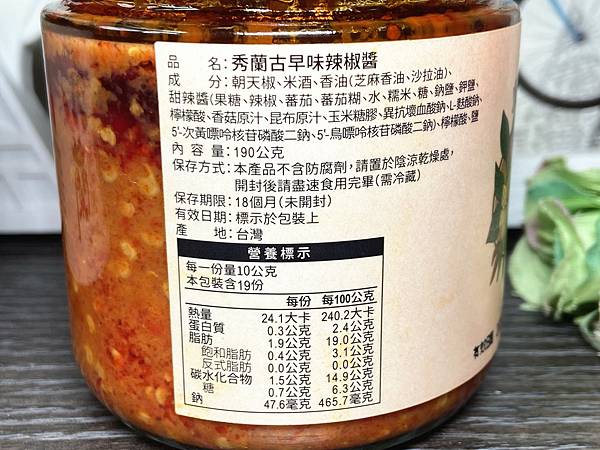 品　　名：秀蘭古早味辣椒醬
成　　分：朝天椒、米酒、香油(芝麻香油、沙拉油)、
甜辣醬(果糖、辣椒、蕃茄、蕃茄糊、水、糯米、糖、鈉鹽、鉀鹽、
檸檬酸、香菇原汁、昆布原汁、玉米糖膠、異抗壞血酸鈉、L-麩酸鈉、
5'-次黃嘌呤核苷磷酸二鈉、5'-鳥嘌呤核苷磷酸二鈉)、檸檬酸、鹽
內 容 量：190公克
保存方式：本產品不含防腐劑，請置於陰涼乾燥處，
開封後請盡速食用完畢(需冷藏)
保存期限：18個月(未開封)
有效日期：標示於包裝上
產　　地：台灣
營養標示
每一份量10公克
本包裝含19份
每份 每100公克
熱量 24.1大卡 240.2大卡
蛋白質 0.3公克 2.4公克
脂肪 1.9公克 19.0公克
飽和脂肪 0.4公克 3.1公克
反式脂肪 0.0公克 0.0公克
碳水化合物 1.5公克 14.9公克
糖 0.7公克 6.3公克
鈉 47.6毫克 465.7毫克